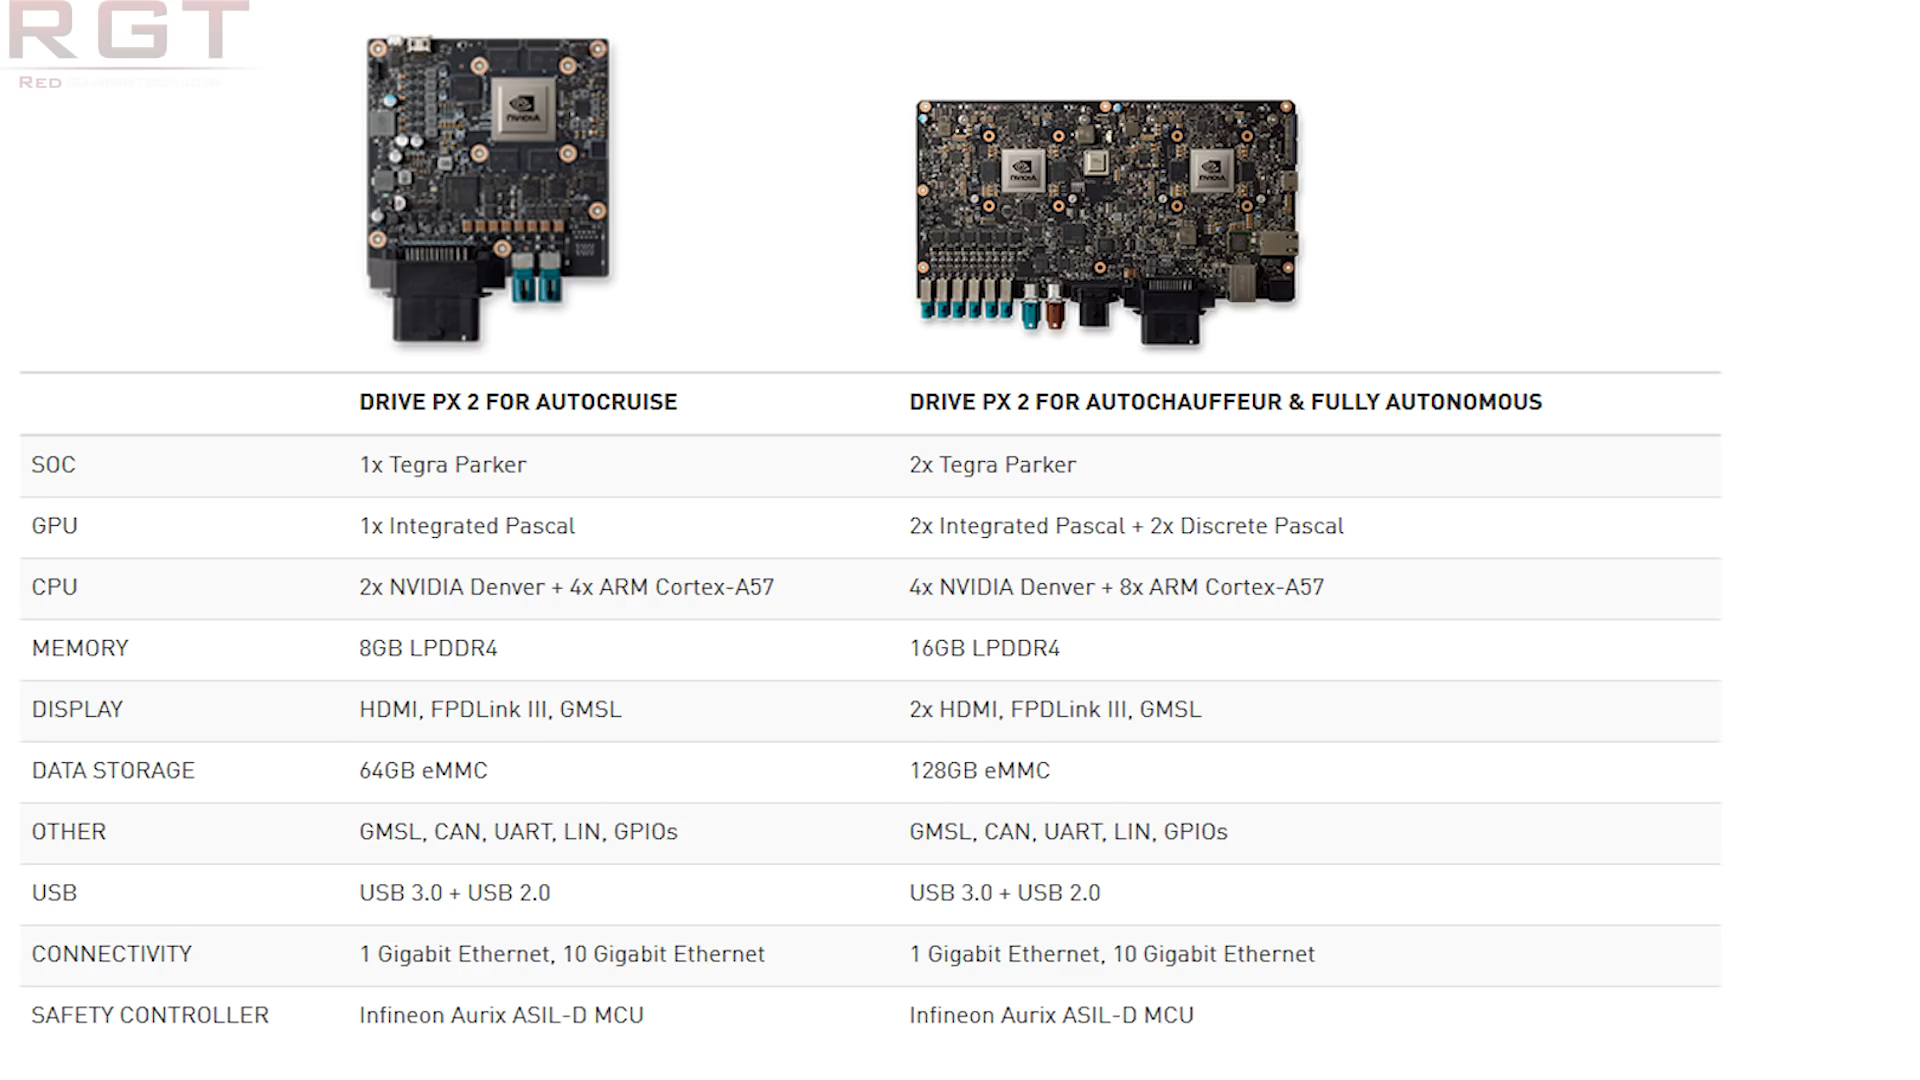 RGT
RED
NVIDIA
NVIDIA
NVIDIA
DRIVE PX 2 FOR AUTOCRUISE DRIVE PX 2 FOR AUTOCHAUFFEUR & FULLY AUTONOMOUS
SOC 1x Tegra Parker 2x Tegra Parker
GPU 1x Integrated Pascal 2x Integrated Pascal + 2x Discrete Pascal
CPU 2x NVIDIA Denver + 4x ARM Cortex-A57 4x NVIDIA Denver + 8x ARM Cortex-A57
MEMORY 8GB LPDDR4 16GB LPDDR4
DISPLAY HDMI, FPDLink III, GMSL 2x HDMI, FPDLink III, GMSL
DATA STORAGE 64GB eMMC 128GB eMMC
OTHER GMSL, CAN, UART, LIN, GPIOs GMSL, CAN, UART, LIN, GPIOs
USB USB 3.0 + USB 2.0 USB 3.0 + USB 2.0
CONNECTIVITY 1 Gigabit Ethernet, 10 Gigabit Ethernet 1 Gigabit Ethernet, 10 Gigabit Ethernet
SAFETY CONTROLLER Infineon Aurix ASIL-D MCU Infineon Aurix ASIL-D MCU